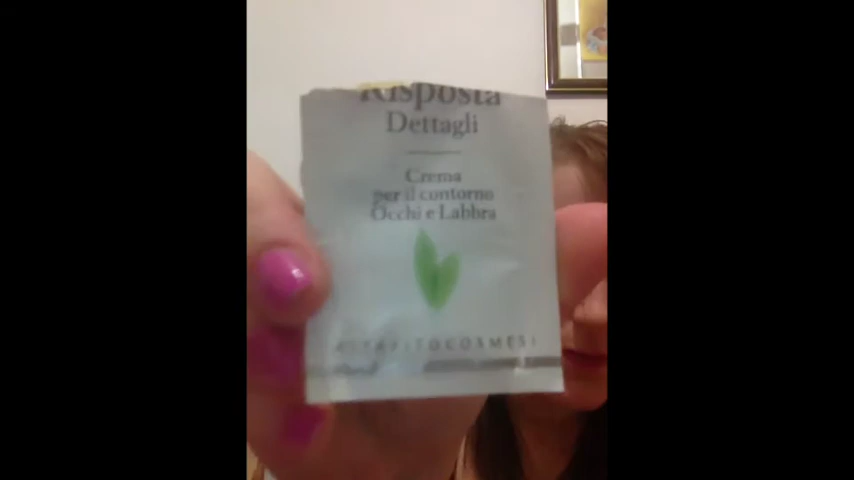 Risposta
Dettagli
Crema
per il contorno
Occhi e Labbra